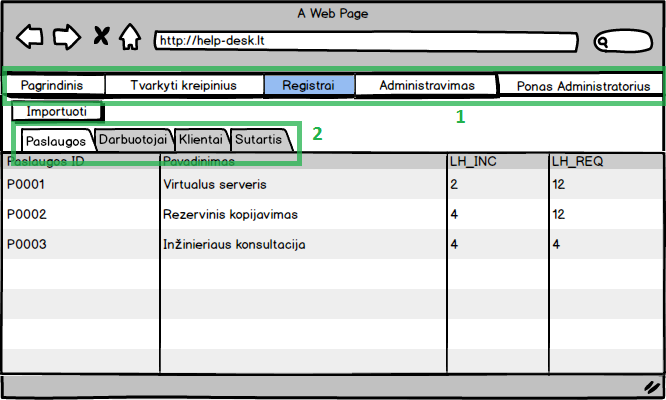 A Web Page
http://help-desk.lt
Pagrindinis Tvarkyti kreipinius Registrai Administravimas Ponas Administratorius
Importuoti 1
Paslaugos Darbuotojai Klientai Sutartis 2
Paslaugos ID Pavadinimas LH_INC LH_REQ
P0001 Virtualus serveris 2 12
P0002 Rezervinis kopijavimas 4 12
P0003 Inžinieriaus konsultacija 4 4